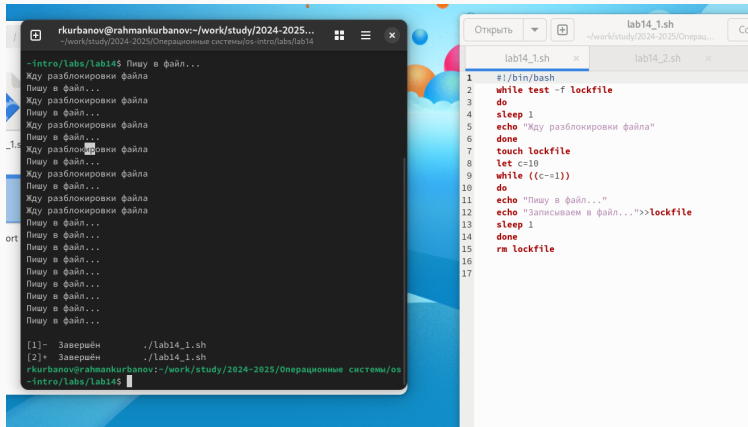 rkurbanov@rahmankurbanov:~/work/study/2024-2025...
~/work/study/2024-2025/Операционные системы/os-intro/labs/lab14
-intro/labs/lab14$ Пишу в файл...
Жду разблокировки файла
Пишу в файл...
Жду разблокировки файла
Пишу в файл...
Жду разблокировки файла
Пишу в файл...
Жду разблокировки файла
Пишу в файл...
Жду разблокировки файла
Пишу в файл...
Жду разблокировки файла
Жду разблокировки файла
Пишу в файл...
Пишу в файл...
Пишу в файл...
Пишу в файл...
Пишу в файл...
Пишу в файл...
Пишу в файл...
Пишу в файл...
Пишу в файл...
[1]- Завершён ./lab14_1.sh
[2]+ Завершён ./lab14_1.sh
rkurbanov@rahmankurbanov:~/work/study/2024-2025/Операционные системы/os
-intro/labs/lab14$
Открыть
lab14_1.sh
~/work/study/2024-2025/Операц...
lab14_1.sh
lab14_2.sh
1 #!/bin/bash
2 while test -f lockfile
3 do
4 sleep 1
5 echo "Жду разблокировки файла"
6 done
7 touch lockfile
8 let c=10
9 while ((c-=1))
10 do
11 echo "Пишу в файл..."
12 echo "Записываем в файл...">>lockfile
13 sleep 1
14 done
15 rm lockfile
16
17